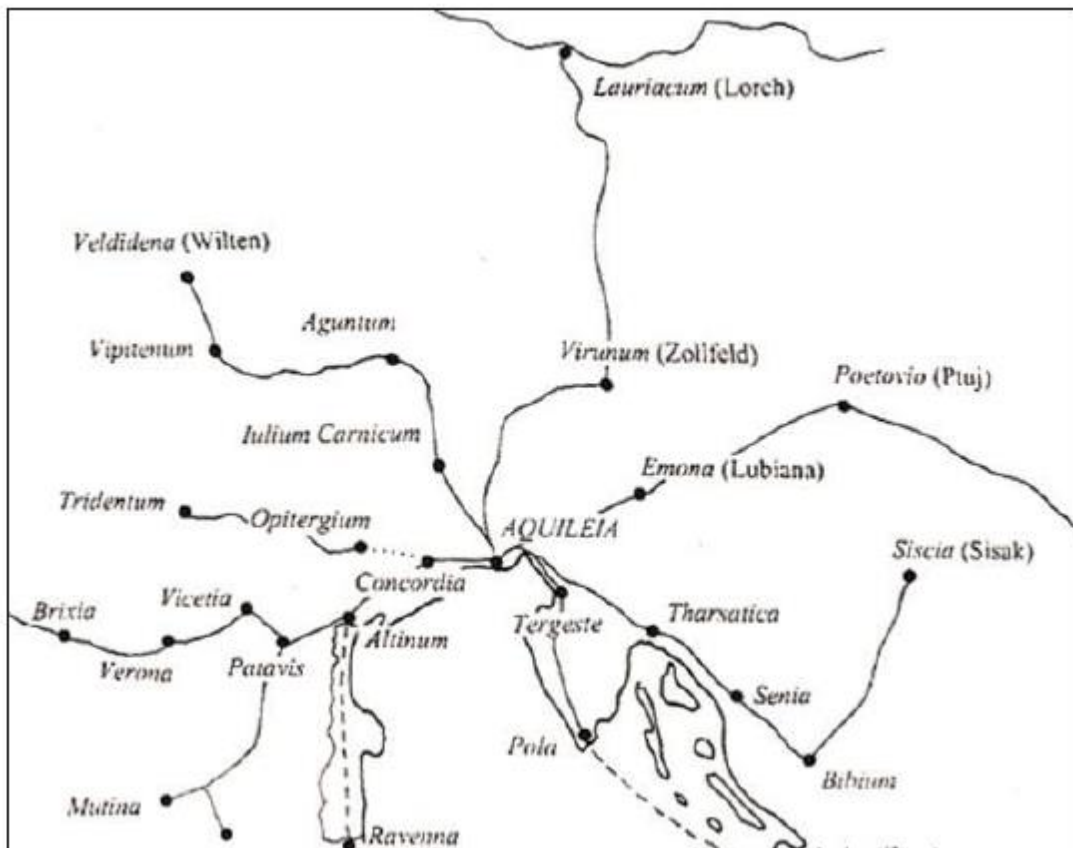 Lauriacum (Lorch)
Veldidena (Wilten)
Aguntum
Vipitenum
Virunum (Zollfeld)
Poetovio (Ptuj)
Iulium Carnicum
Emona (Lubiana)
Tridentum
Opitergium
AQUILEIA
Siscia (Sisak)
Concordia
Vicetia
Brixia
Tergeste
Tharsatica
Altinum
Verona
Patavis
Senia
Pola
Bibium
Mutina
Ravenna